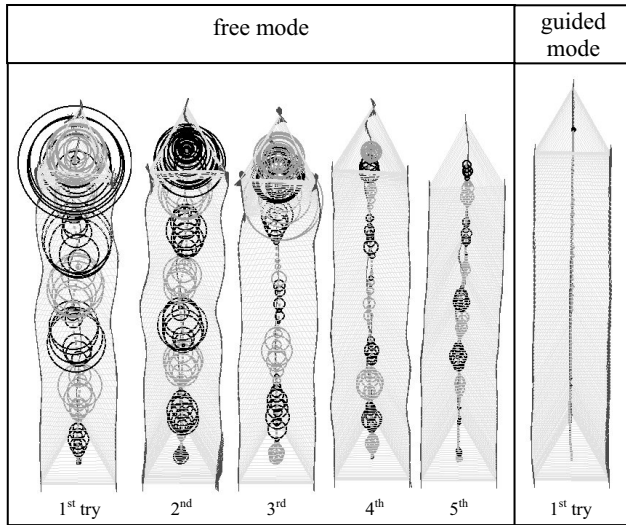 free mode
guided
mode
1st try
2nd
3rd
4th
5th
1st try